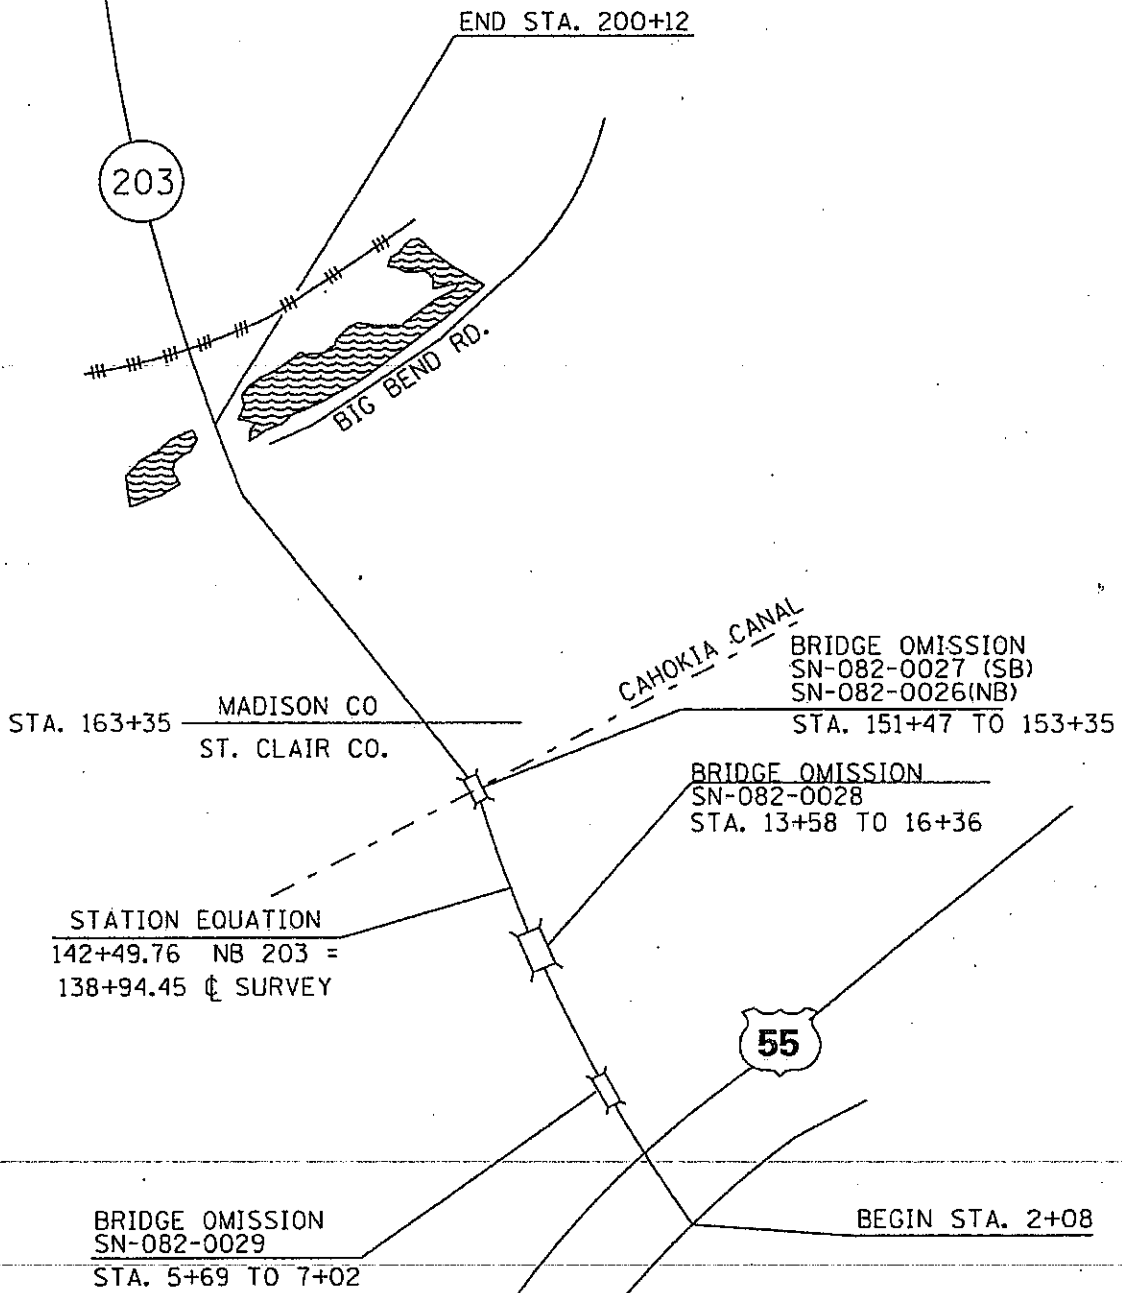 END STA. 200+12
203
BIG BEND RD.
CAHOKIA CANAL
BRIDGE OMISSION
SN-082-0027 (SB)
SN-082-0026(NB)
STA. 151+47 TO 153+35
STA. 163+35
MADISON CO
ST. CLAIR CO.
BRIDGE OMISSION
SN-082-0028
STA. 13+58 TO 16+36
STATION EQUATION
142+49.76 NB 203 =
138+94.45 ℄ SURVEY
55
BRIDGE OMISSION
SN-082-0029
STA. 5+69 TO 7+02
BEGIN STA. 2+08